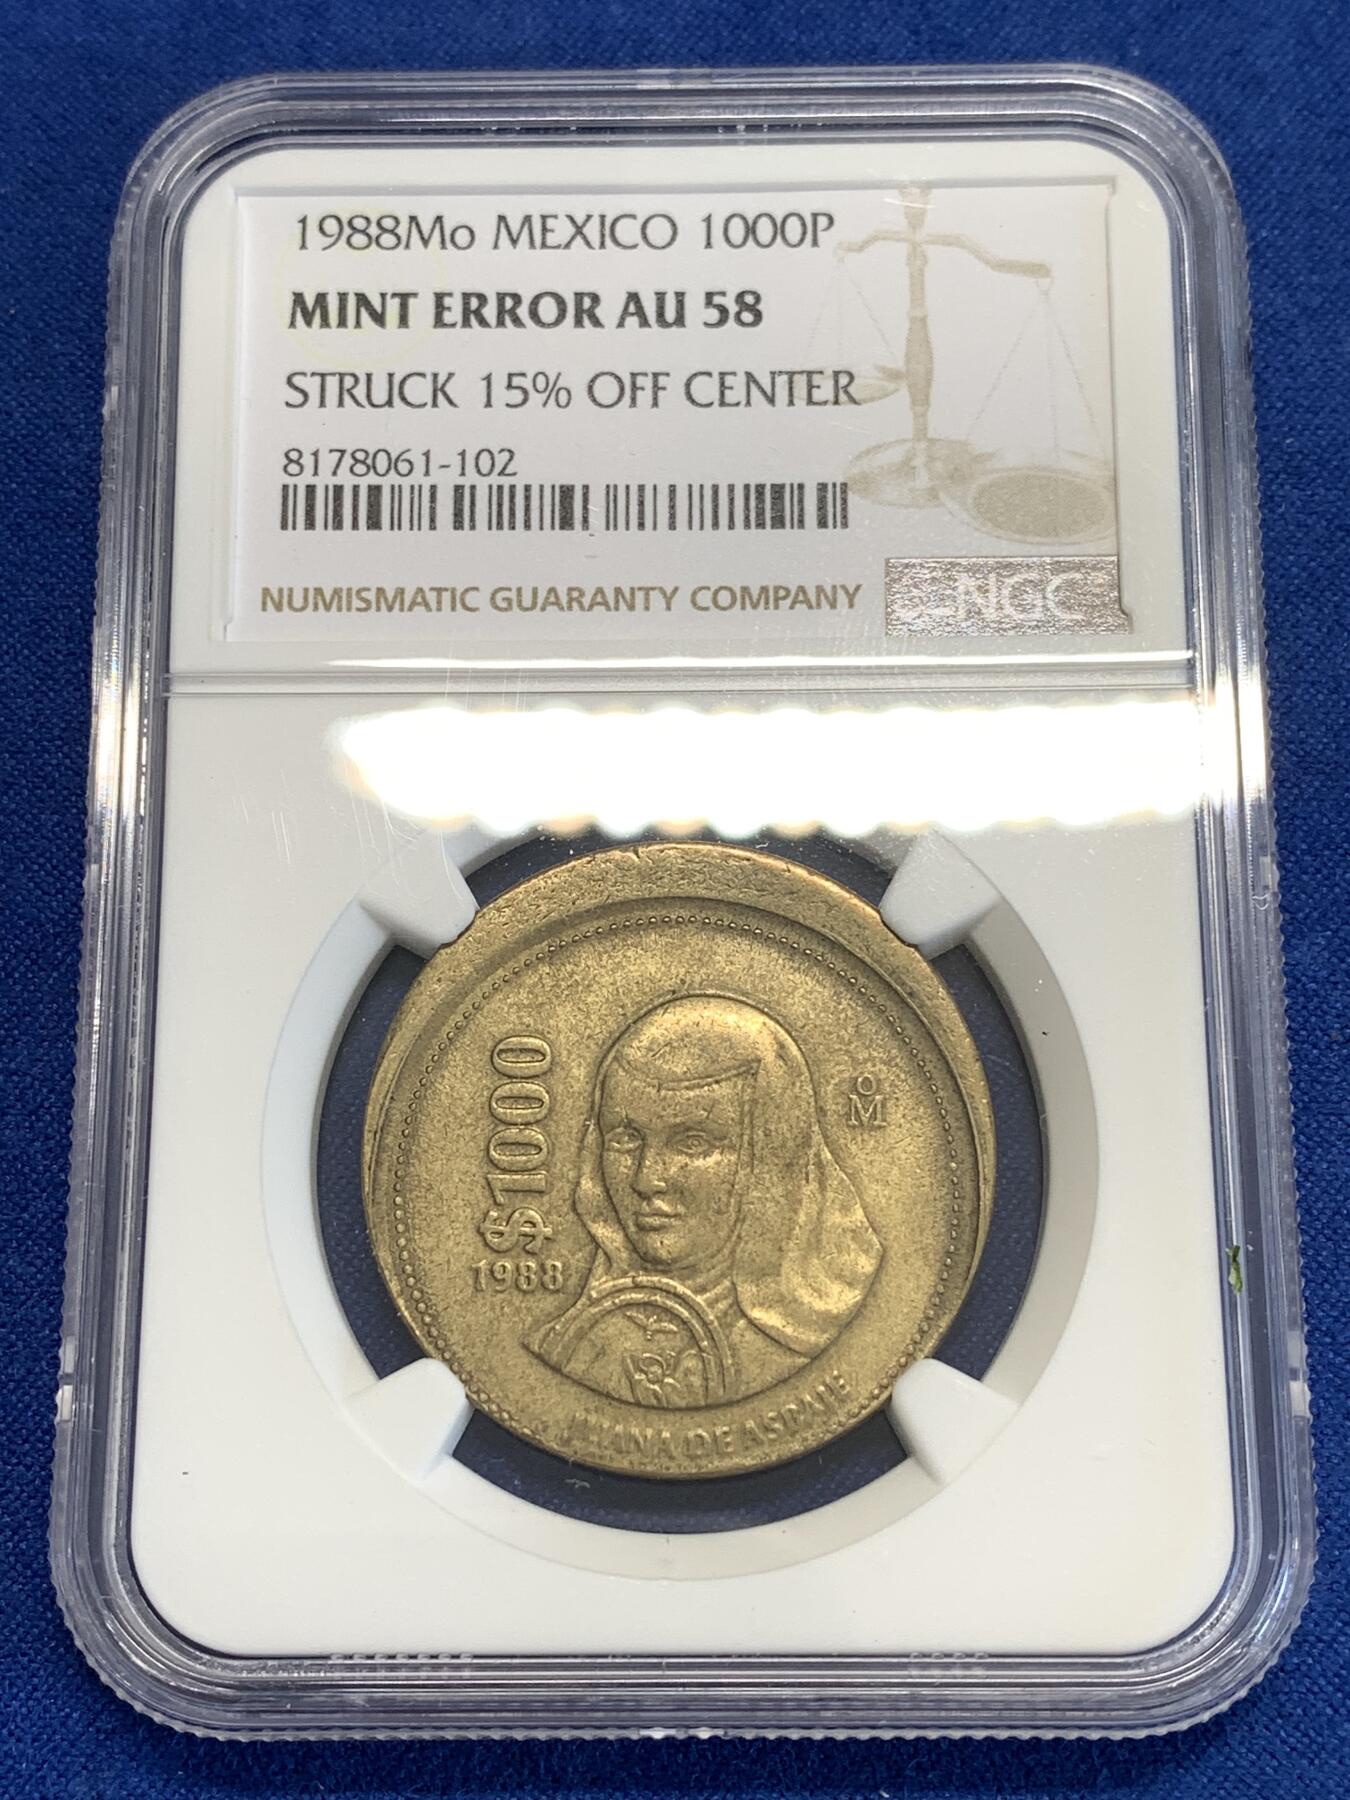 1988Mo MEXICO 1000P
MINT ERROR AU 58
STRUCK 15% OFF CENTER
8178061-102
NUMISMATIC GUARANTY COMPANY
NGC
$1000
1988
oM
JUANA DE ASBAJE